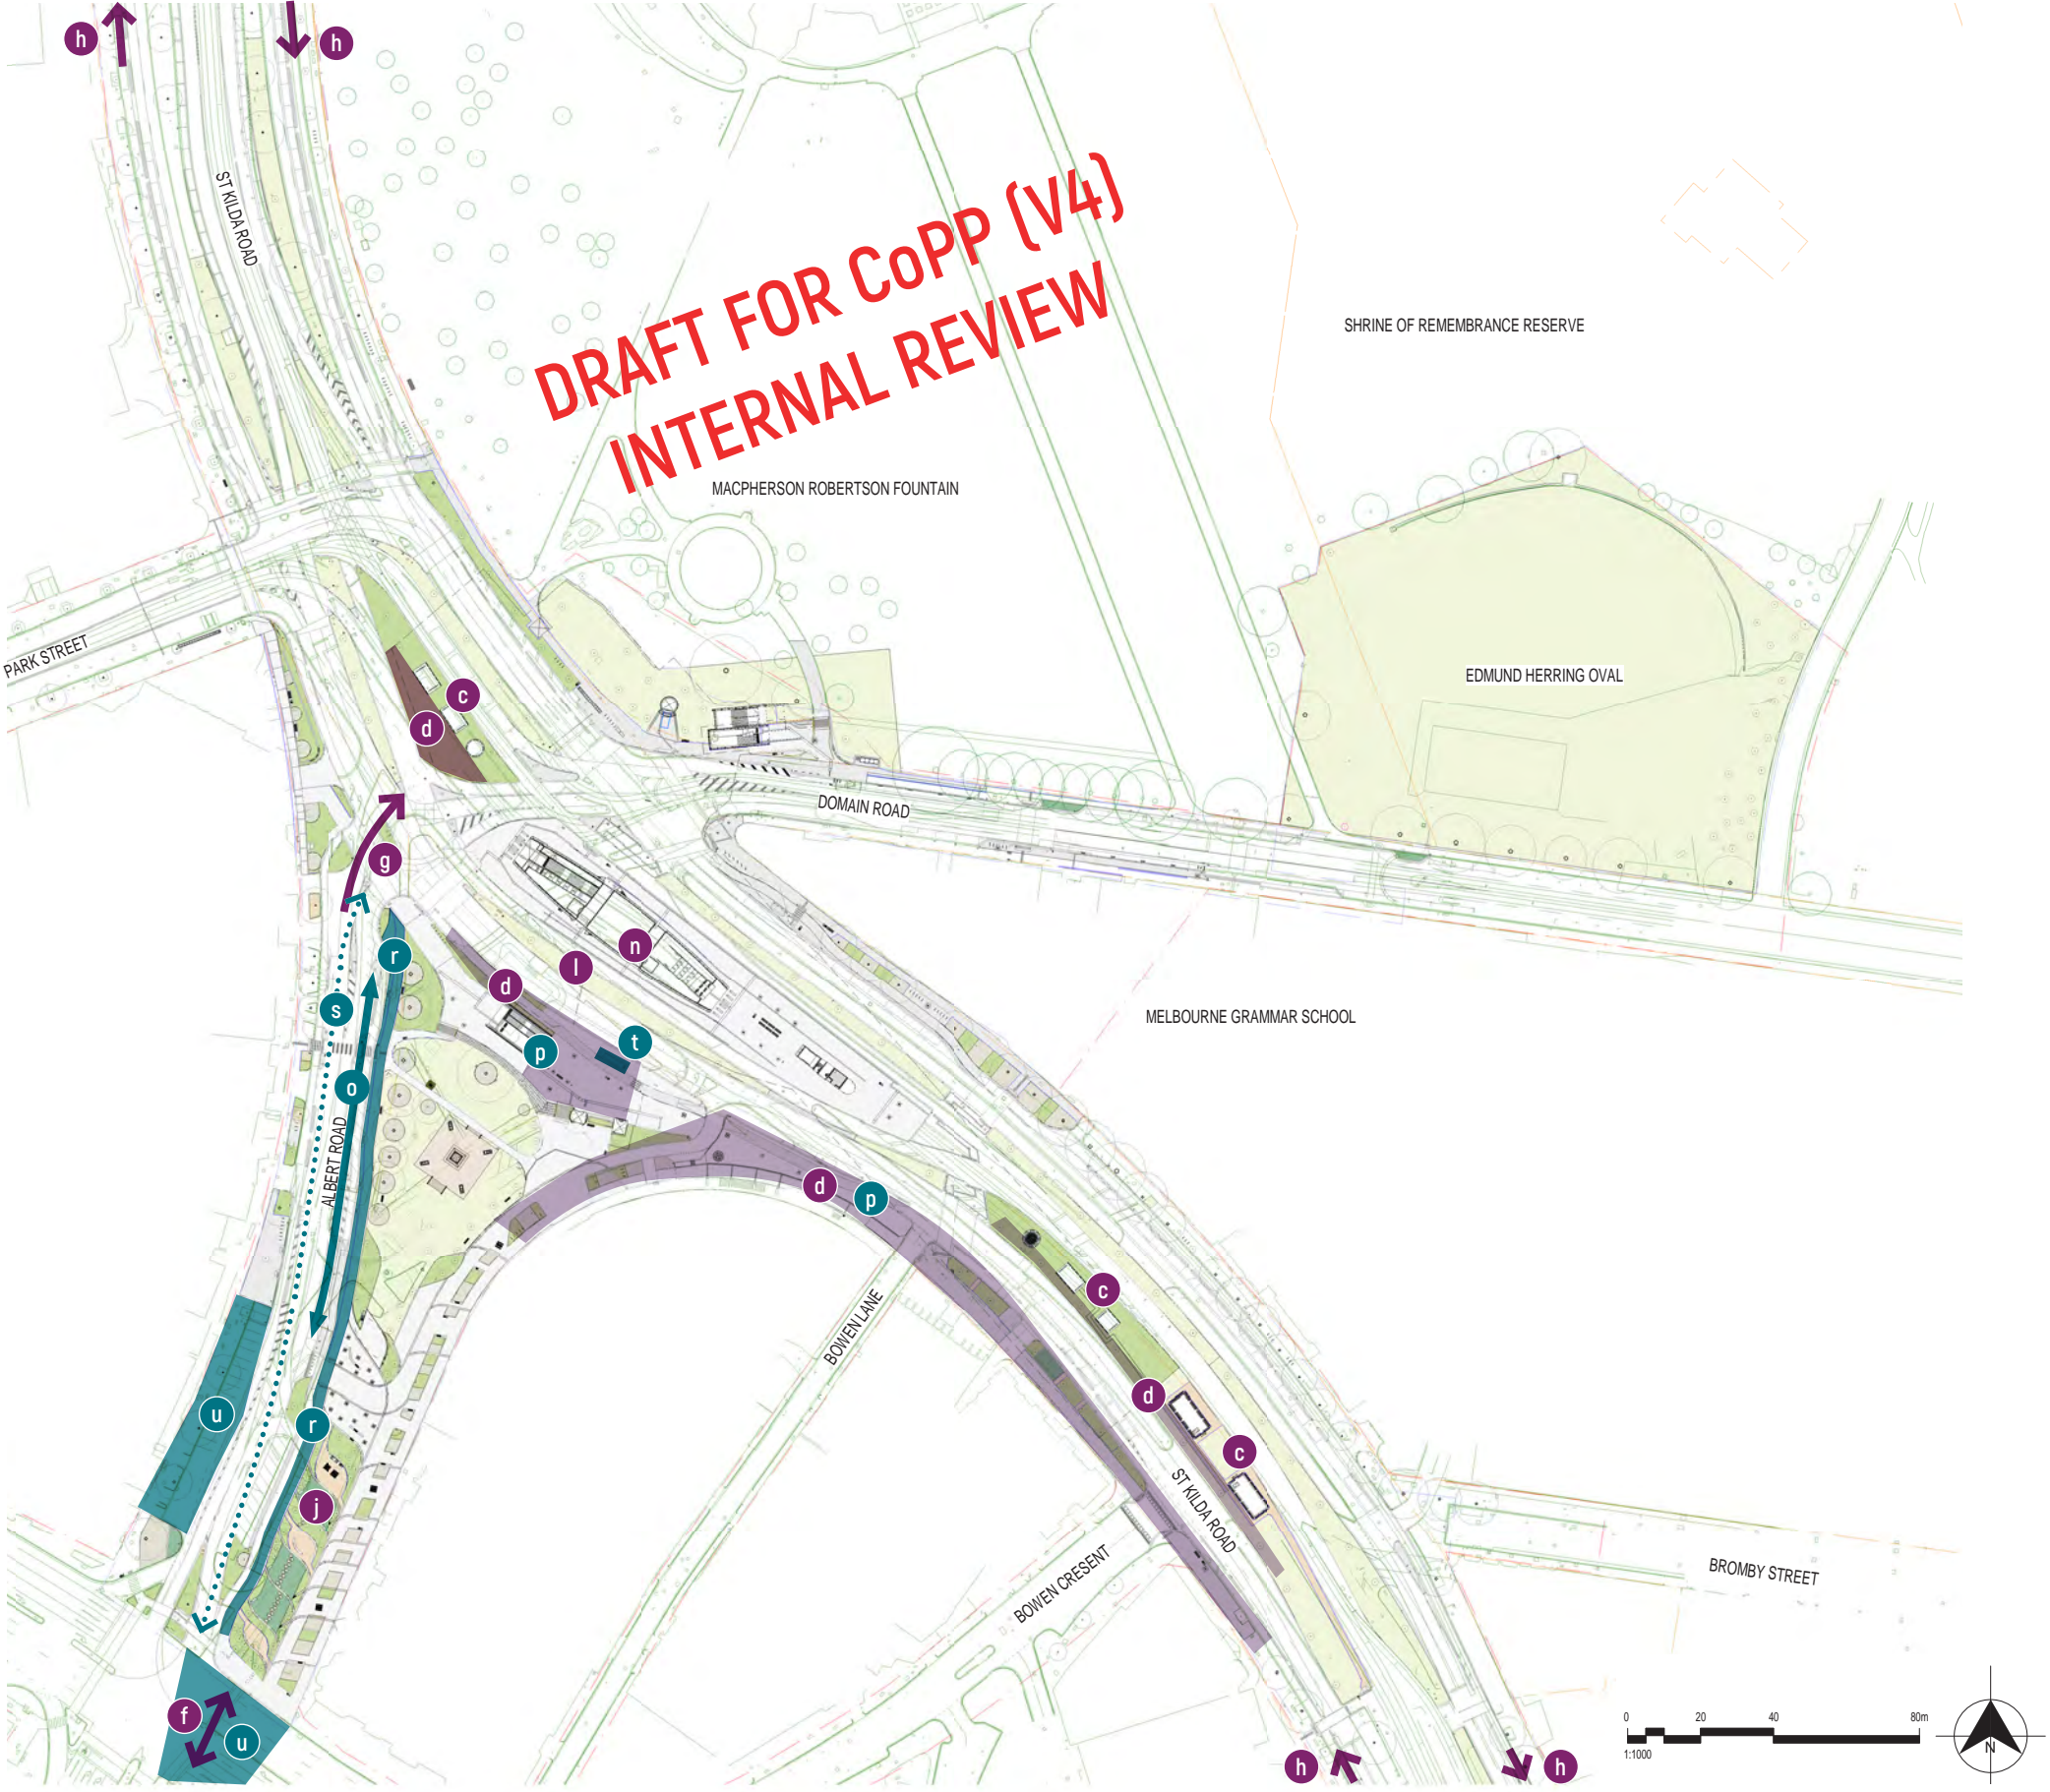 h
h
ST KILDA ROAD
DRAFT FOR CoPP (V4)
INTERNAL REVIEW
SHRINE OF REMEMBRANCE RESERVE
MACPHERSON ROBERTSON FOUNTAIN
PARK STREET
EDMUND HERRING OVAL
c
d
DOMAIN ROAD
g
n
r
l
d
s
MELBOURNE GRAMMAR SCHOOL
t
p
o
ALBERT ROAD
d
p
c
BOWEN LANE
d
u
r
c
j
ST KILDA ROAD
BOWEN CRESENT
BROMBY STREET
f
u
0 20 40 80m
1:1000
N
h
h